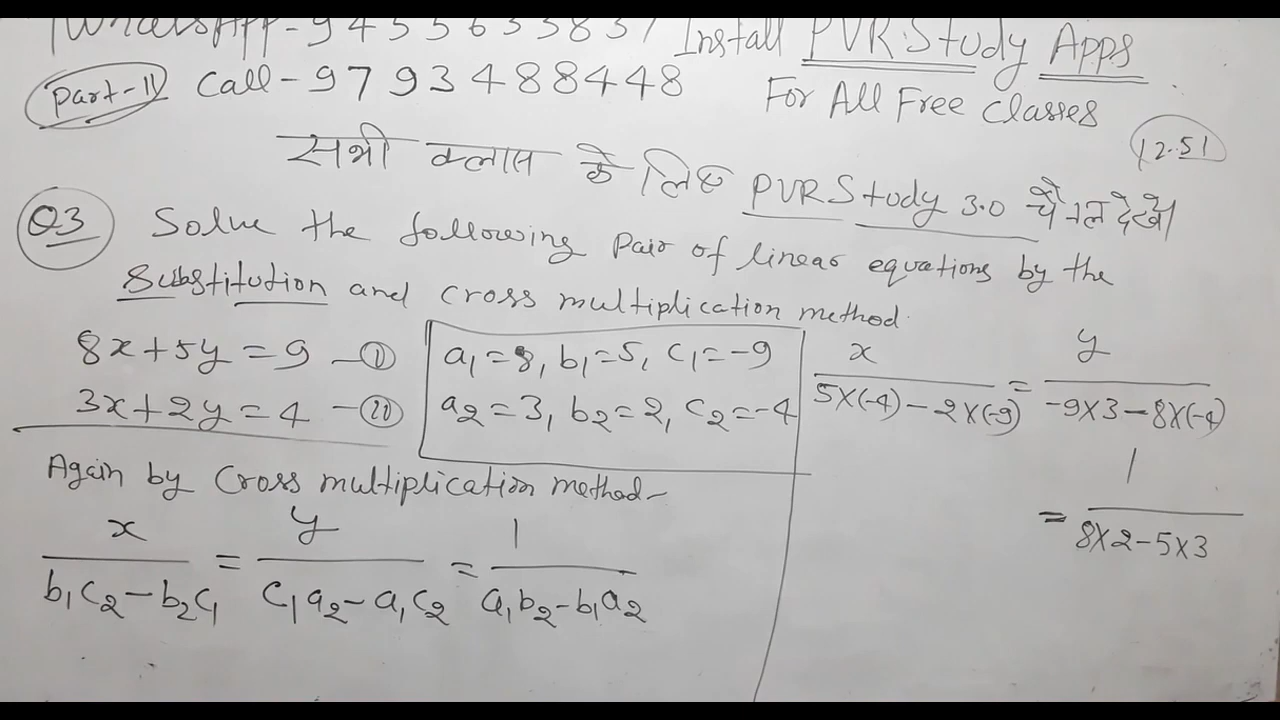 WhatsApp-9455633837 Install PVR Study Apps
Part-11 Call-9793488448 For All Free Classes
12.51
सभी क्लास के लिए PVR Study 3.0 चैनल देखें
Q3 Solve the following pair of linear equations by the
Substitution and cross multiplication method.
8x+5y=9 —(i)
3x+2y=4 —(ii)
a₁=8, b₁=5, c₁=-9
a₂=3, b₂=2, c₂=-4
x / 5×(-4)-2×(-9) = y / -9×3-8×(-4)
= 1 / 8×2-5×3
Again by Cross multiplication method-
x / b₁c₂-b₂c₁ = y / c₁a₂-a₁c₂ = 1 / a₁b₂-b₁a₂